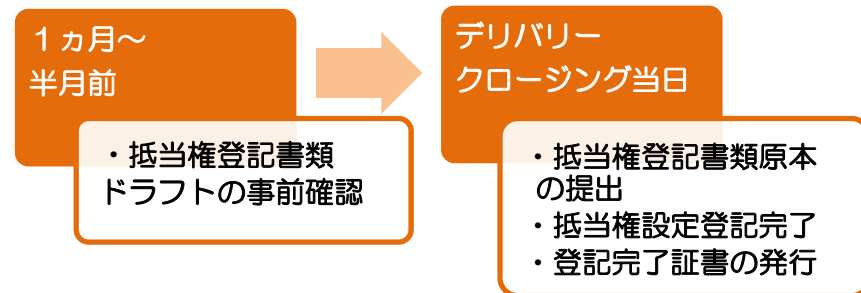 １ヵ月～
半月前
・抵当権登記書類
ドラフトの事前確認
デリバリー
クロージング当日
・抵当権登記書類原本
の提出
・抵当権設定登記完了
・登記完了証書の発行